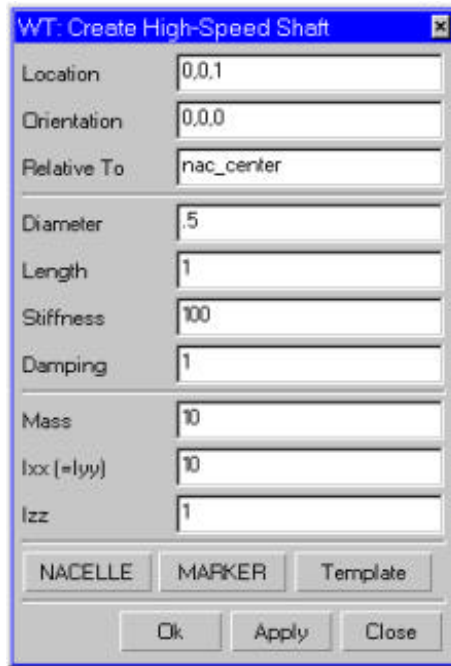 WT: Create High-Speed Shaft
Location 0,0,1
Orientation 0,0,0
Relative To nac_center
Diameter .5
Length 1
Stiffness 100
Damping 1
Mass 10
Ixx (=Iyy) 10
Izz 1
NACELLE MARKER Template
Ok Apply Close